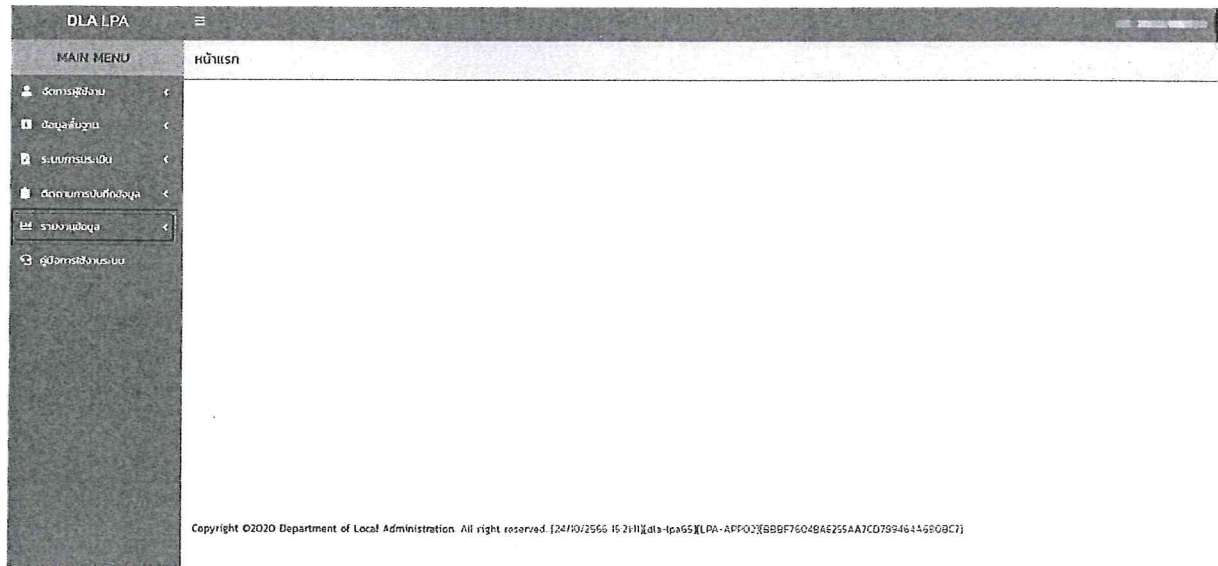 DLA LPA
MAIN MENU
หน้าแรก
จัดการผู้ใช้งาน
ข้อมูลพื้นฐาน
ระบบการประเมิน
ติดตามการบันทึกข้อมูล
รายงานข้อมูล
คู่มือการใช้งานระบบ
Copyright ©2020 Department of Local Administration. All right reserved.